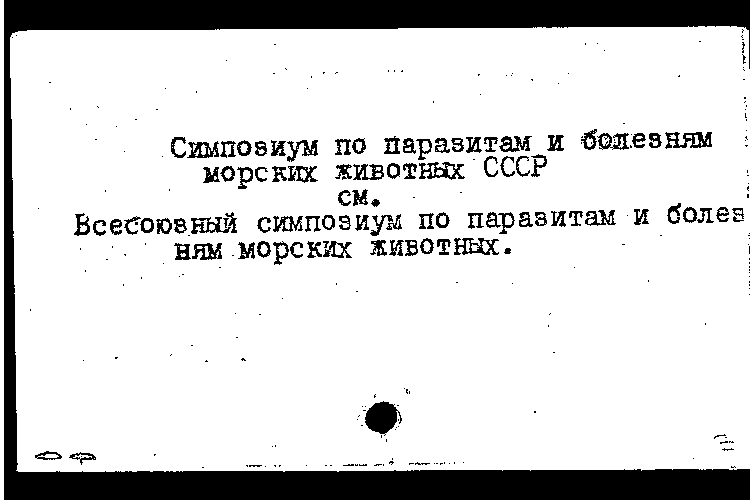 Симпозиум по паразитам и болезням
морских животных СССР
см.
Всесоюзный симпозиум по паразитам и болез
ням морских животных.